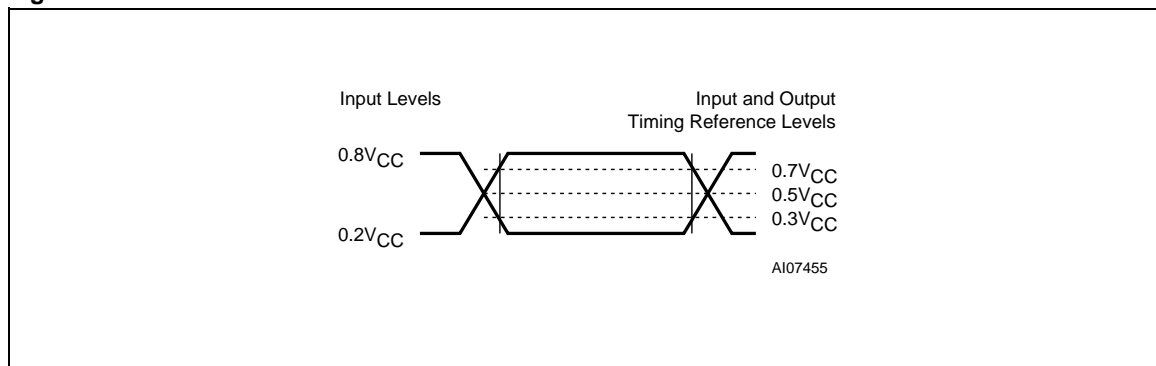 Input Levels
Input and Output
Timing Reference Levels
0.8VCC
0.7VCC
0.5VCC
0.3VCC
0.2VCC
AI07455